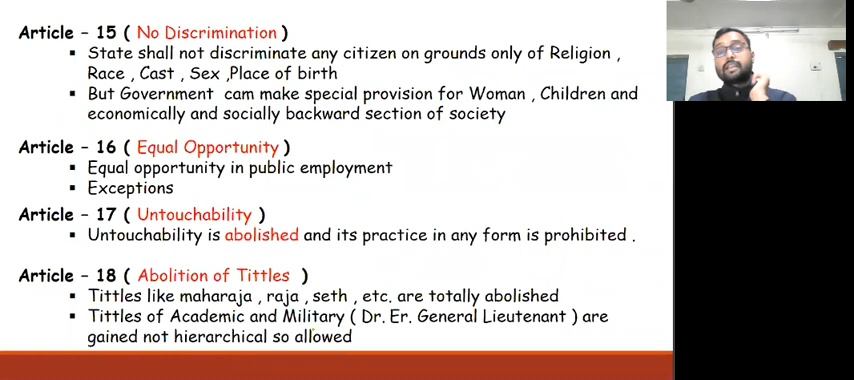 Article - 15 ( No Discrimination )
▪ State shall not discriminate any citizen on grounds only of Religion ,
Race , Cast , Sex ,Place of birth
▪ But Government cam make special provision for Woman , Children and
economically and socially backward section of society
Article - 16 ( Equal Opportunity )
▪ Equal opportunity in public employment
▪ Exceptions
Article - 17 ( Untouchability )
▪ Untouchability is abolished and its practice in any form is prohibited .
Article - 18 ( Abolition of Tittles )
▪ Tittles like maharaja , raja , seth , etc. are totally abolished
▪ Tittles of Academic and Military ( Dr. Er. General Lieutenant ) are
gained not hierarchical so allowed